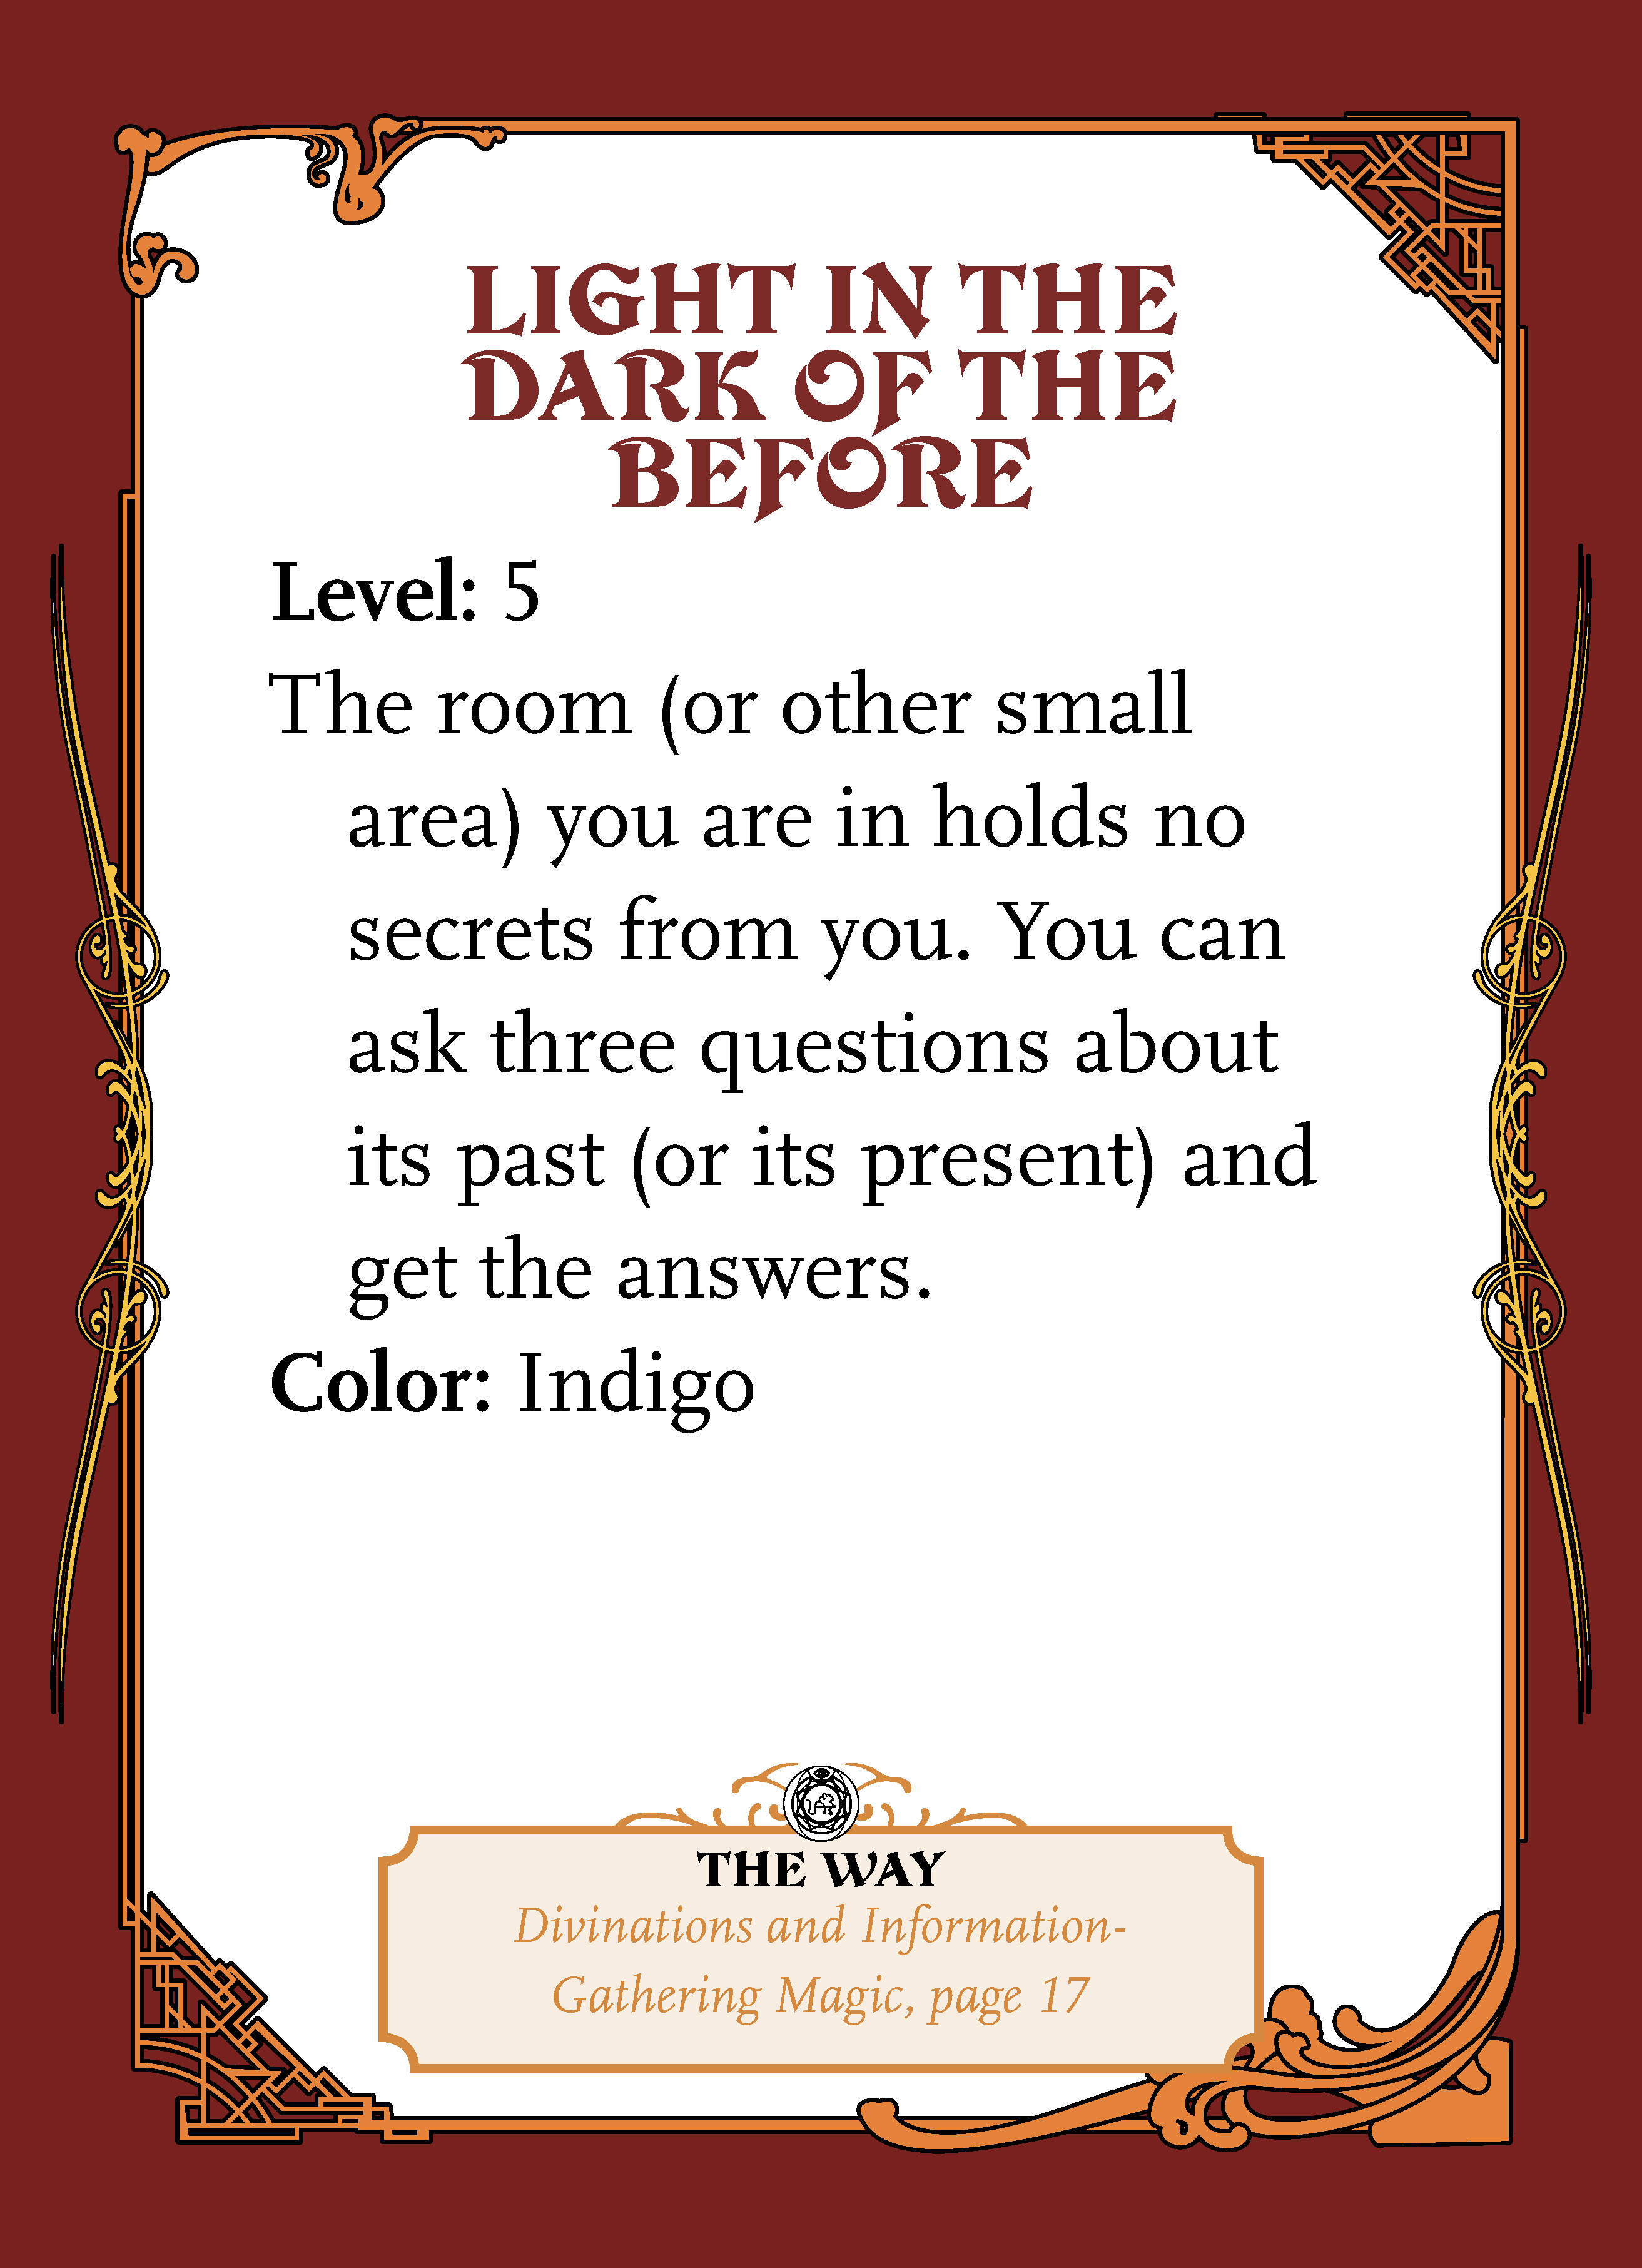 LIGHT IN THE
DARK OF THE
BEFORE
Level: 5
The room (or other small
area) you are in holds no
secrets from you. You can
ask three questions about
its past (or its present) and
get the answers.
Color: Indigo
THE WAY
Divinations and Information-
Gathering Magic, page 17